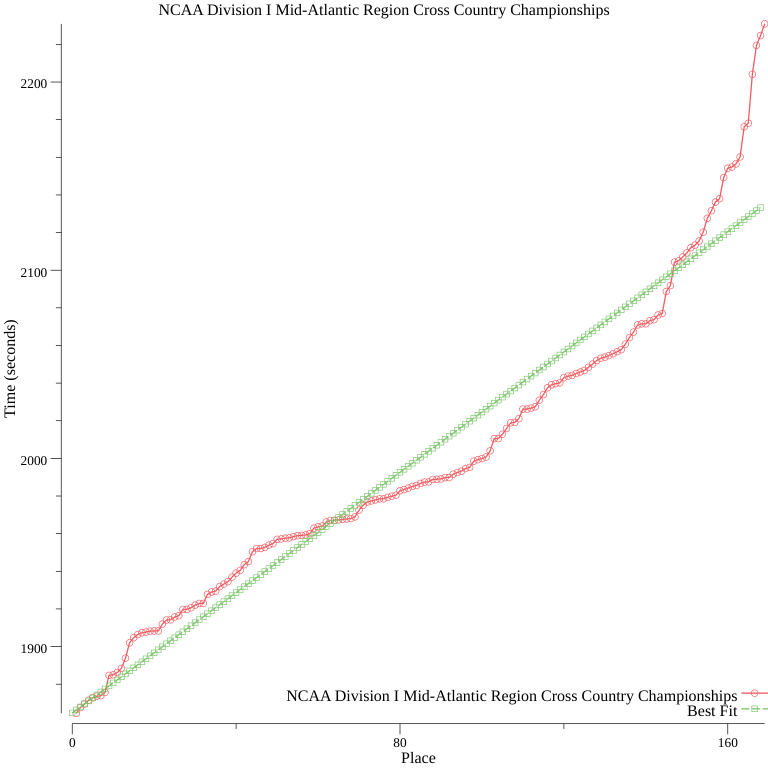 NCAA Division I Mid-Atlantic Region Cross Country Championships
2200
2100
2000
1900
Time (seconds)
NCAA Division I Mid-Atlantic Region Cross Country Championships
Best Fit
0
80
160
Place